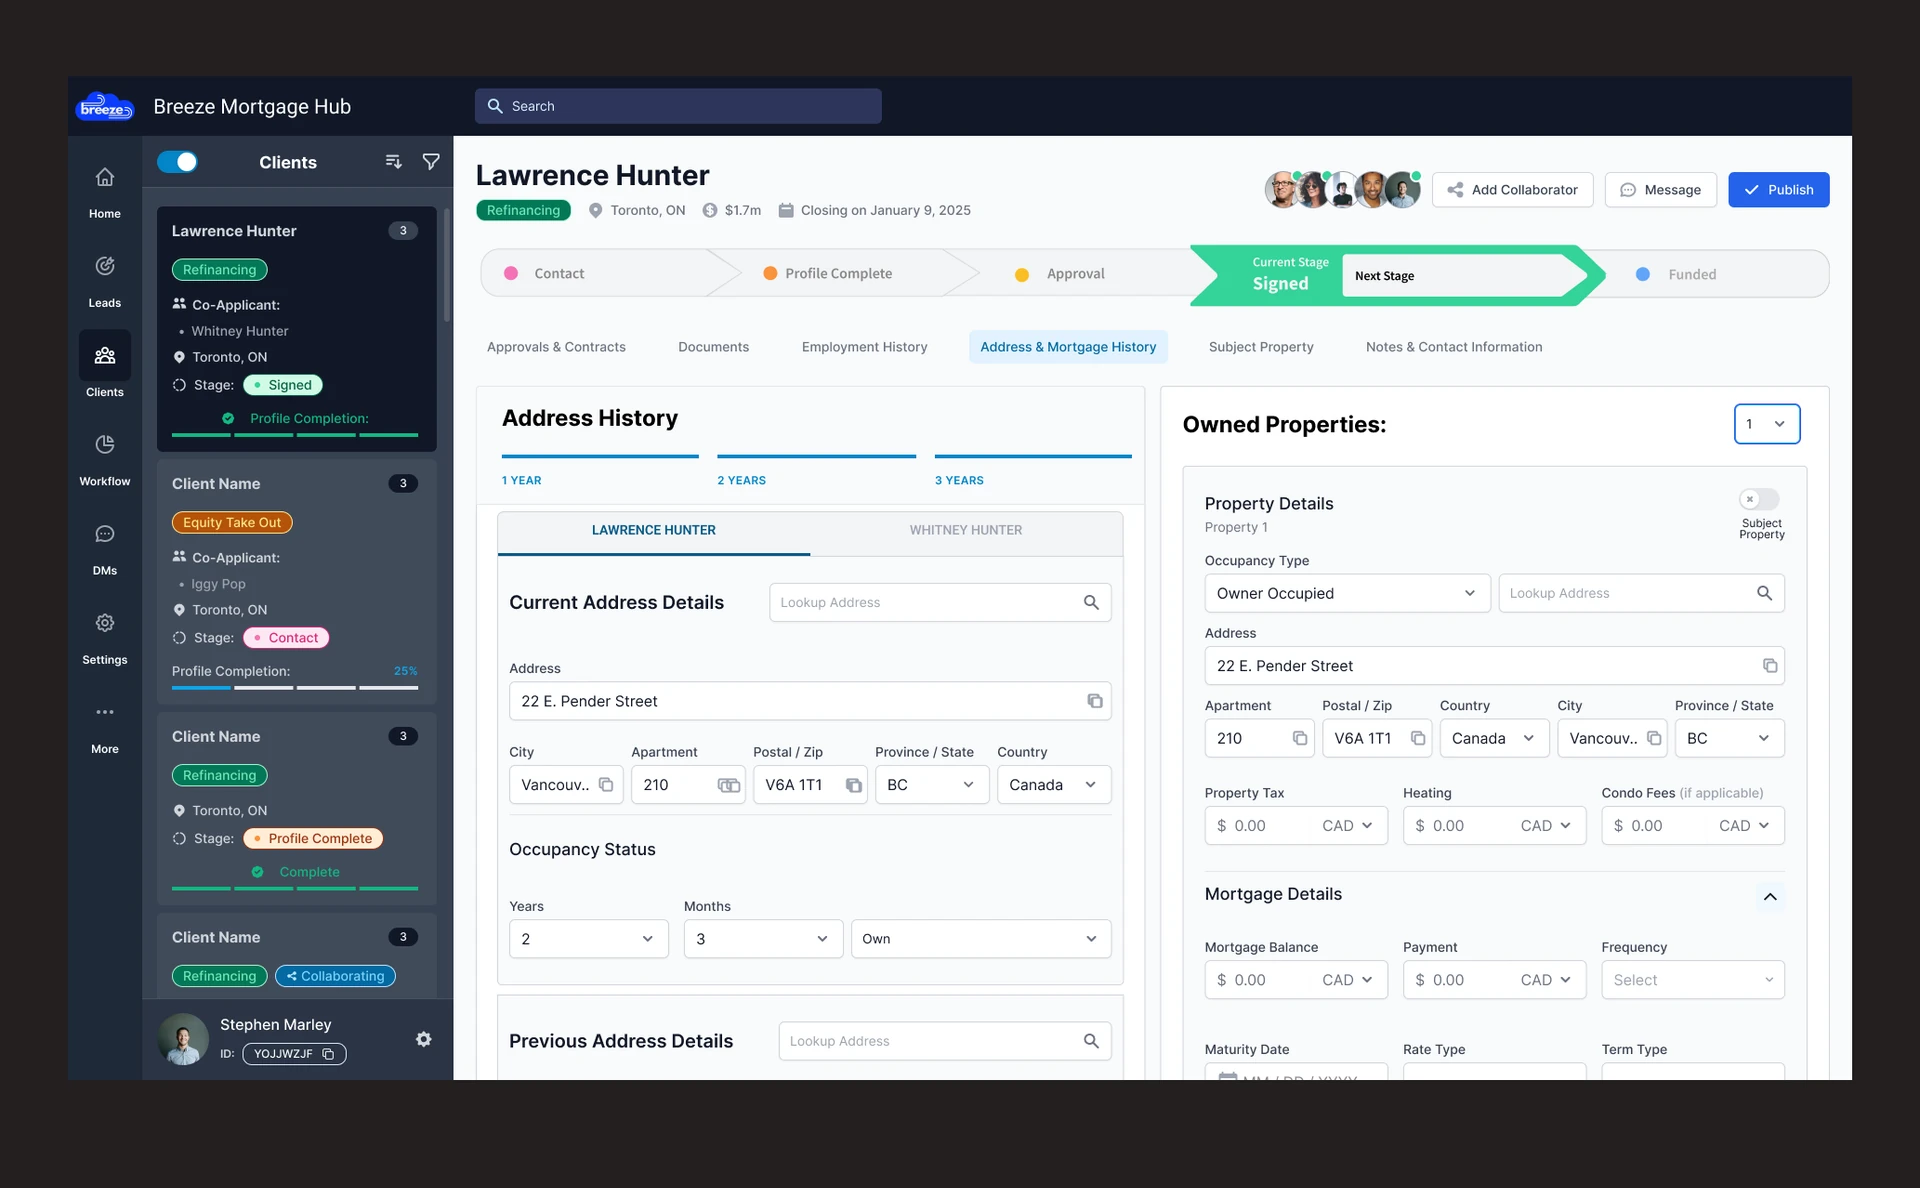 breeze
Breeze Mortgage Hub
Search
Home
Leads
Clients
Workflow
DMs
Settings
More
Clients
Lawrence Hunter
3
Refinancing
Co-Applicant:
• Whitney Hunter
Toronto, ON
Stage: • Signed
Profile Completion:
Client Name
3
Equity Take Out
Co-Applicant:
• Iggy Pop
Toronto, ON
Stage: • Contact
Profile Completion: 25%
Client Name
3
Refinancing
Toronto, ON
Stage: • Profile Complete
Complete
Client Name
3
Refinancing Collaborating
Stephen Marley
ID: YOJJWZJF
Lawrence Hunter
Refinancing Toronto, ON $1.7m Closing on January 9, 2025
Add Collaborator Message Publish
Contact
Profile Complete
Approval
Current Stage
Signed
Next Stage
Funded
Approvals & Contracts Documents Employment History Address & Mortgage History Subject Property Notes & Contact Information
Address History
1 YEAR 2 YEARS 3 YEARS
LAWRENCE HUNTER WHITNEY HUNTER
Current Address Details Lookup Address
Address
22 E. Pender Street
City Apartment Postal / Zip Province / State Country
Vancouv.. 210 V6A 1T1 BC Canada
Occupancy Status
Years Months
2 3 Own
Previous Address Details Lookup Address
Owned Properties: 1
Property Details
Property 1
Subject
Property
Occupancy Type
Owner Occupied Lookup Address
Address
22 E. Pender Street
Apartment Postal / Zip Country City Province / State
210 V6A 1T1 Canada Vancouv.. BC
Property Tax Heating Condo Fees (if applicable)
$ 0.00 CAD $ 0.00 CAD $ 0.00 CAD
Mortgage Details
Mortgage Balance Payment Frequency
$ 0.00 CAD $ 0.00 CAD Select
Maturity Date Rate Type Term Type
MM / DD / YYYY